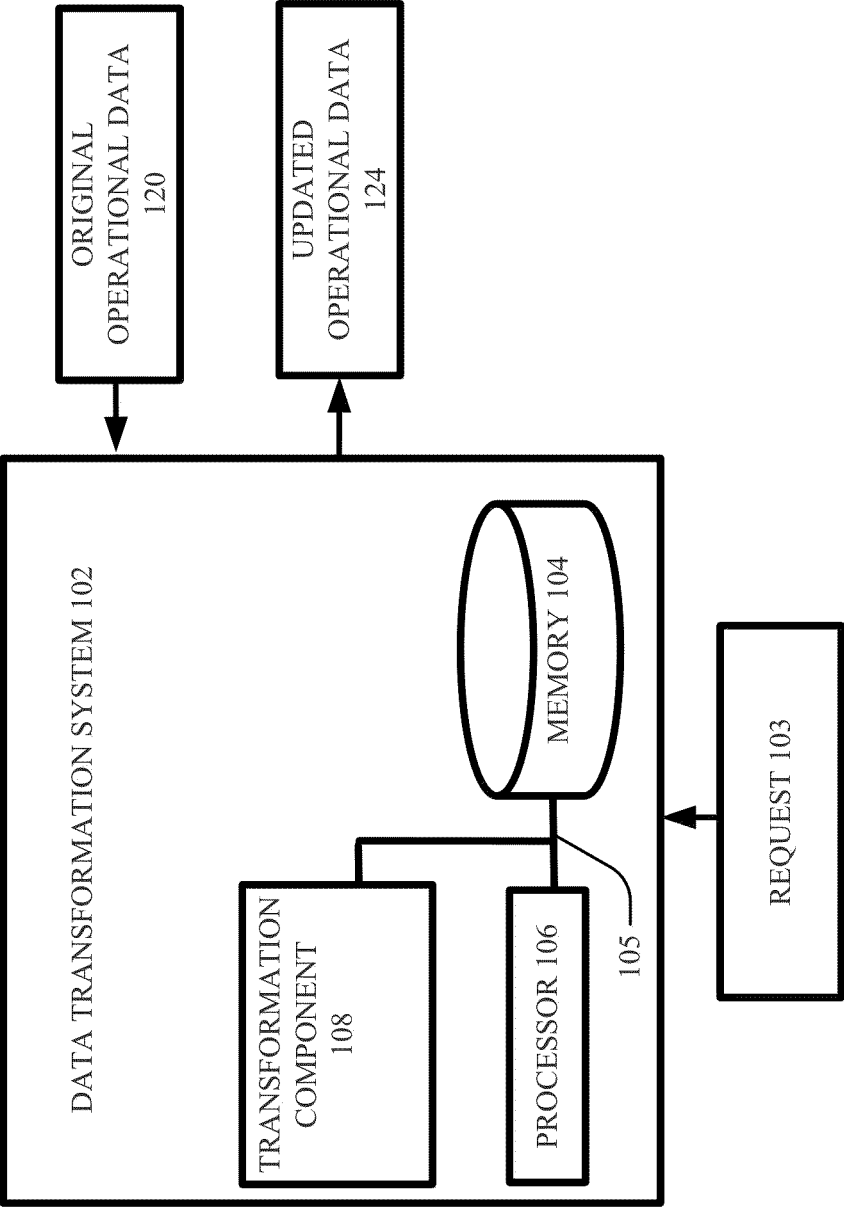 DATA TRANSFORMATION SYSTEM 102
TRANSFORMATION
COMPONENT
108
PROCESSOR 106
105
MEMORY 104
ORIGINAL
OPERATIONAL DATA
120
UPDATED
OPERATIONAL DATA
124
REQUEST 103